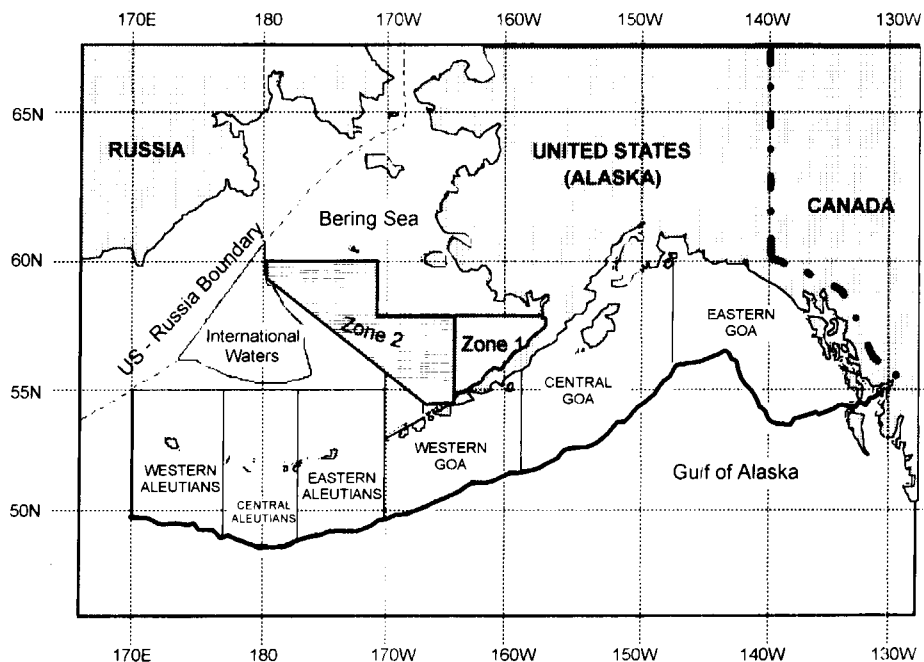 170E 180 170W 160W 150W 140W 130W
65N
RUSSIA
UNITED STATES
(ALASKA)
CANADA
Bering Sea
60N
US - Russia Boundary
International
Waters
Zone 2
Zone 1
EASTERN
GOA
55N
CENTRAL
GOA
WESTERN
GOA
WESTERN
ALEUTIANS
CENTRAL
ALEUTIANS
EASTERN
ALEUTIANS
Gulf of Alaska
50N
170E 180 170W 160W 150W 140W 130W